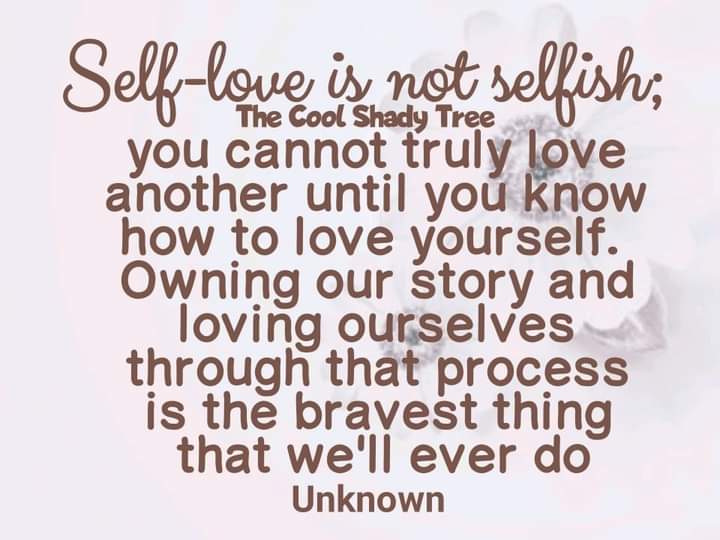 Self-love is not selfish;
The Cool Shady Tree
you cannot truly love
another until you know
how to love yourself.
Owning our story and
loving ourselves
through that process
is the bravest thing
that we'll ever do
Unknown